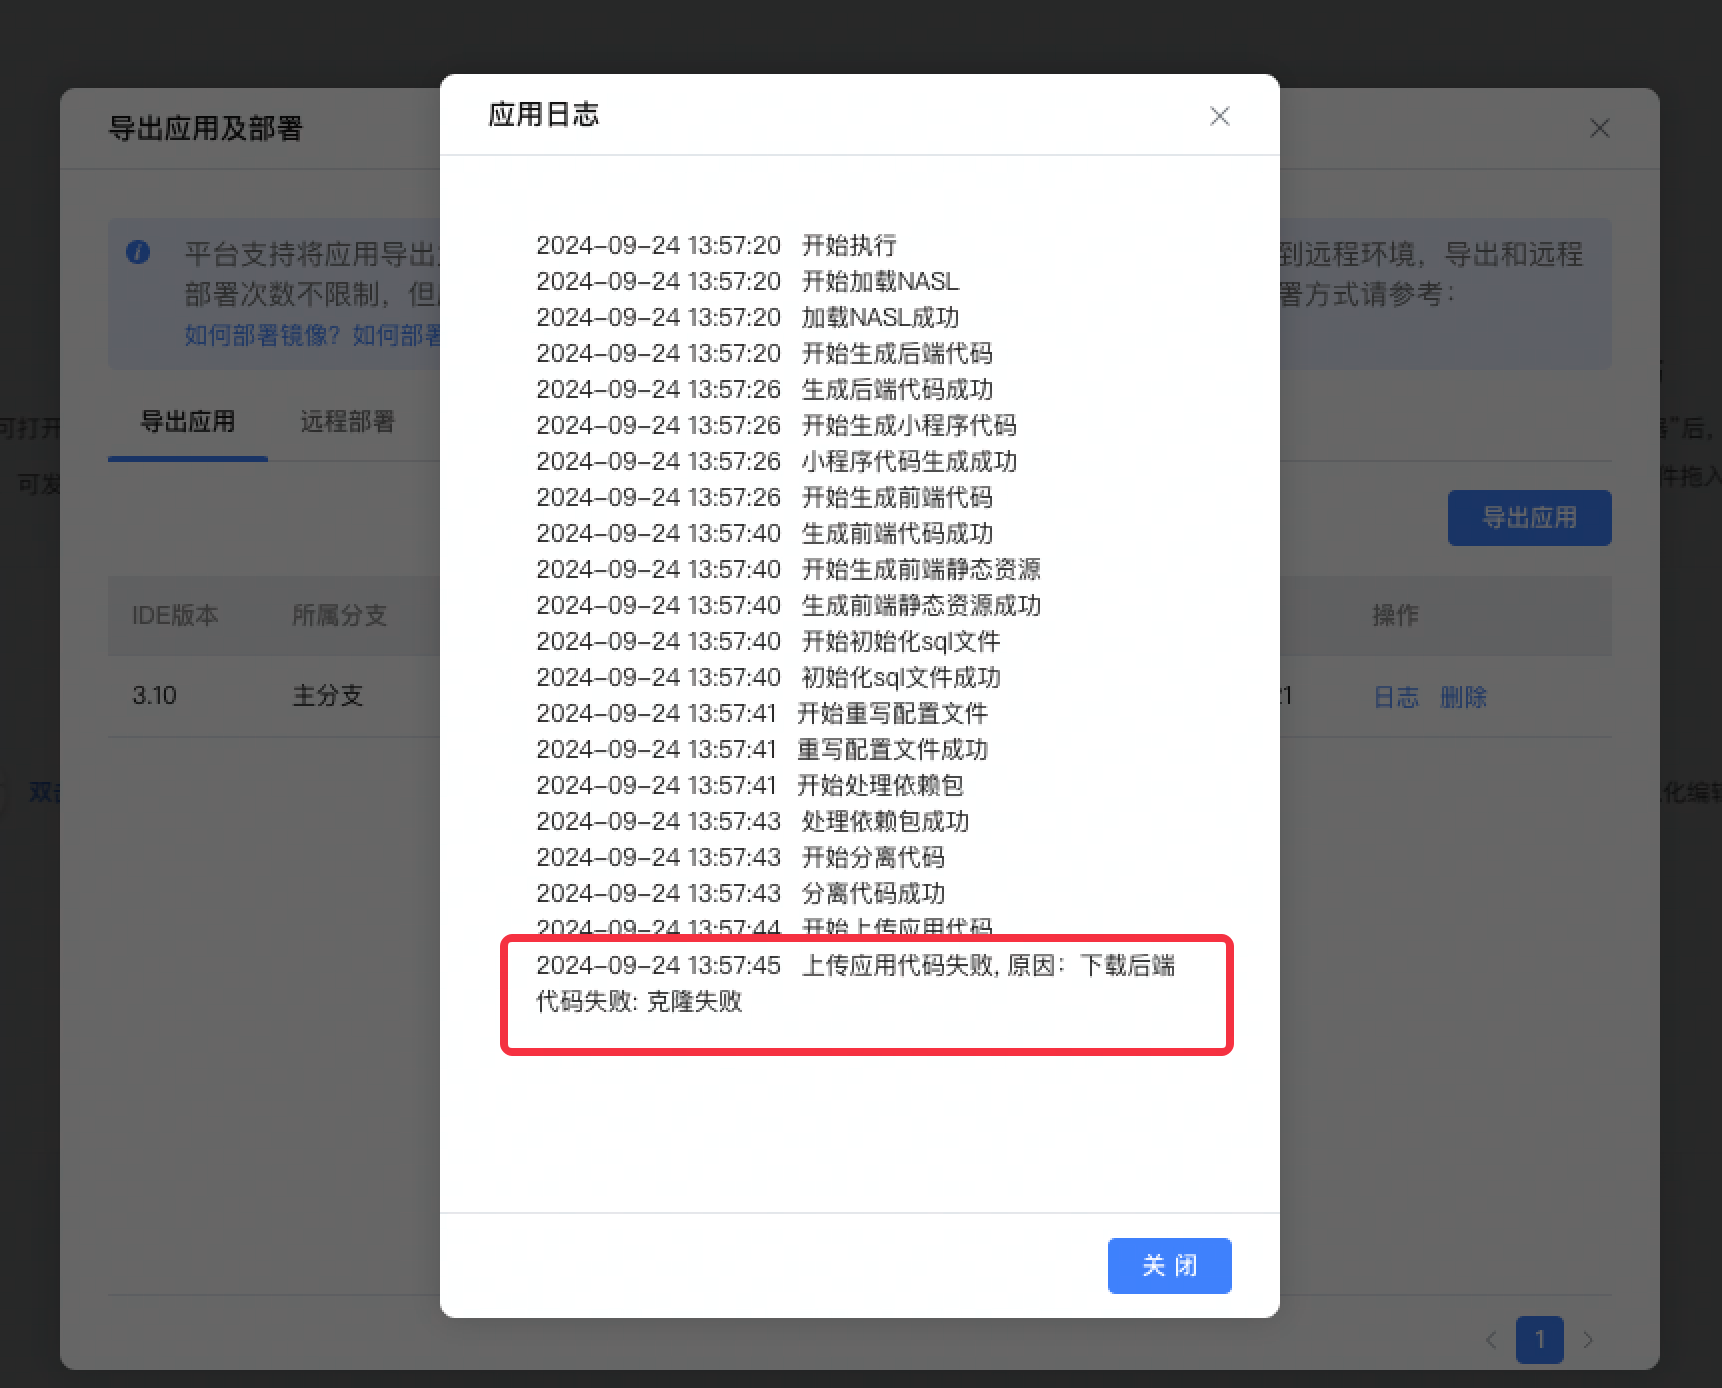 应用日志
导出应用及部署
平台支持将应用导出
到远程环境，导出和远程
部署次数不限制，但
署方式请参考：
如何部署镜像？如何部署
可打开
导出应用
远程部署
”后，
可发
件拖入
导出应用
IDE版本
所属分支
操作
3.10
主分支
日志
删除
双击
化编辑
2024-09-24 13:57:20 开始执行
2024-09-24 13:57:20 开始加载NASL
2024-09-24 13:57:20 加载NASL成功
2024-09-24 13:57:20 开始生成后端代码
2024-09-24 13:57:26 生成后端代码成功
2024-09-24 13:57:26 开始生成小程序代码
2024-09-24 13:57:26 小程序代码生成成功
2024-09-24 13:57:26 开始生成前端代码
2024-09-24 13:57:40 生成前端代码成功
2024-09-24 13:57:40 开始生成前端静态资源
2024-09-24 13:57:40 生成前端静态资源成功
2024-09-24 13:57:40 开始初始化sql文件
2024-09-24 13:57:40 初始化sql文件成功
2024-09-24 13:57:41 开始重写配置文件
2024-09-24 13:57:41 重写配置文件成功
2024-09-24 13:57:41 开始处理依赖包
2024-09-24 13:57:43 处理依赖包成功
2024-09-24 13:57:43 开始分离代码
2024-09-24 13:57:43 分离代码成功
2024-09-24 13:57:44 开始上传应用代码
2024-09-24 13:57:45 上传应用代码失败, 原因：下载后端
代码失败: 克隆失败
关 闭
1